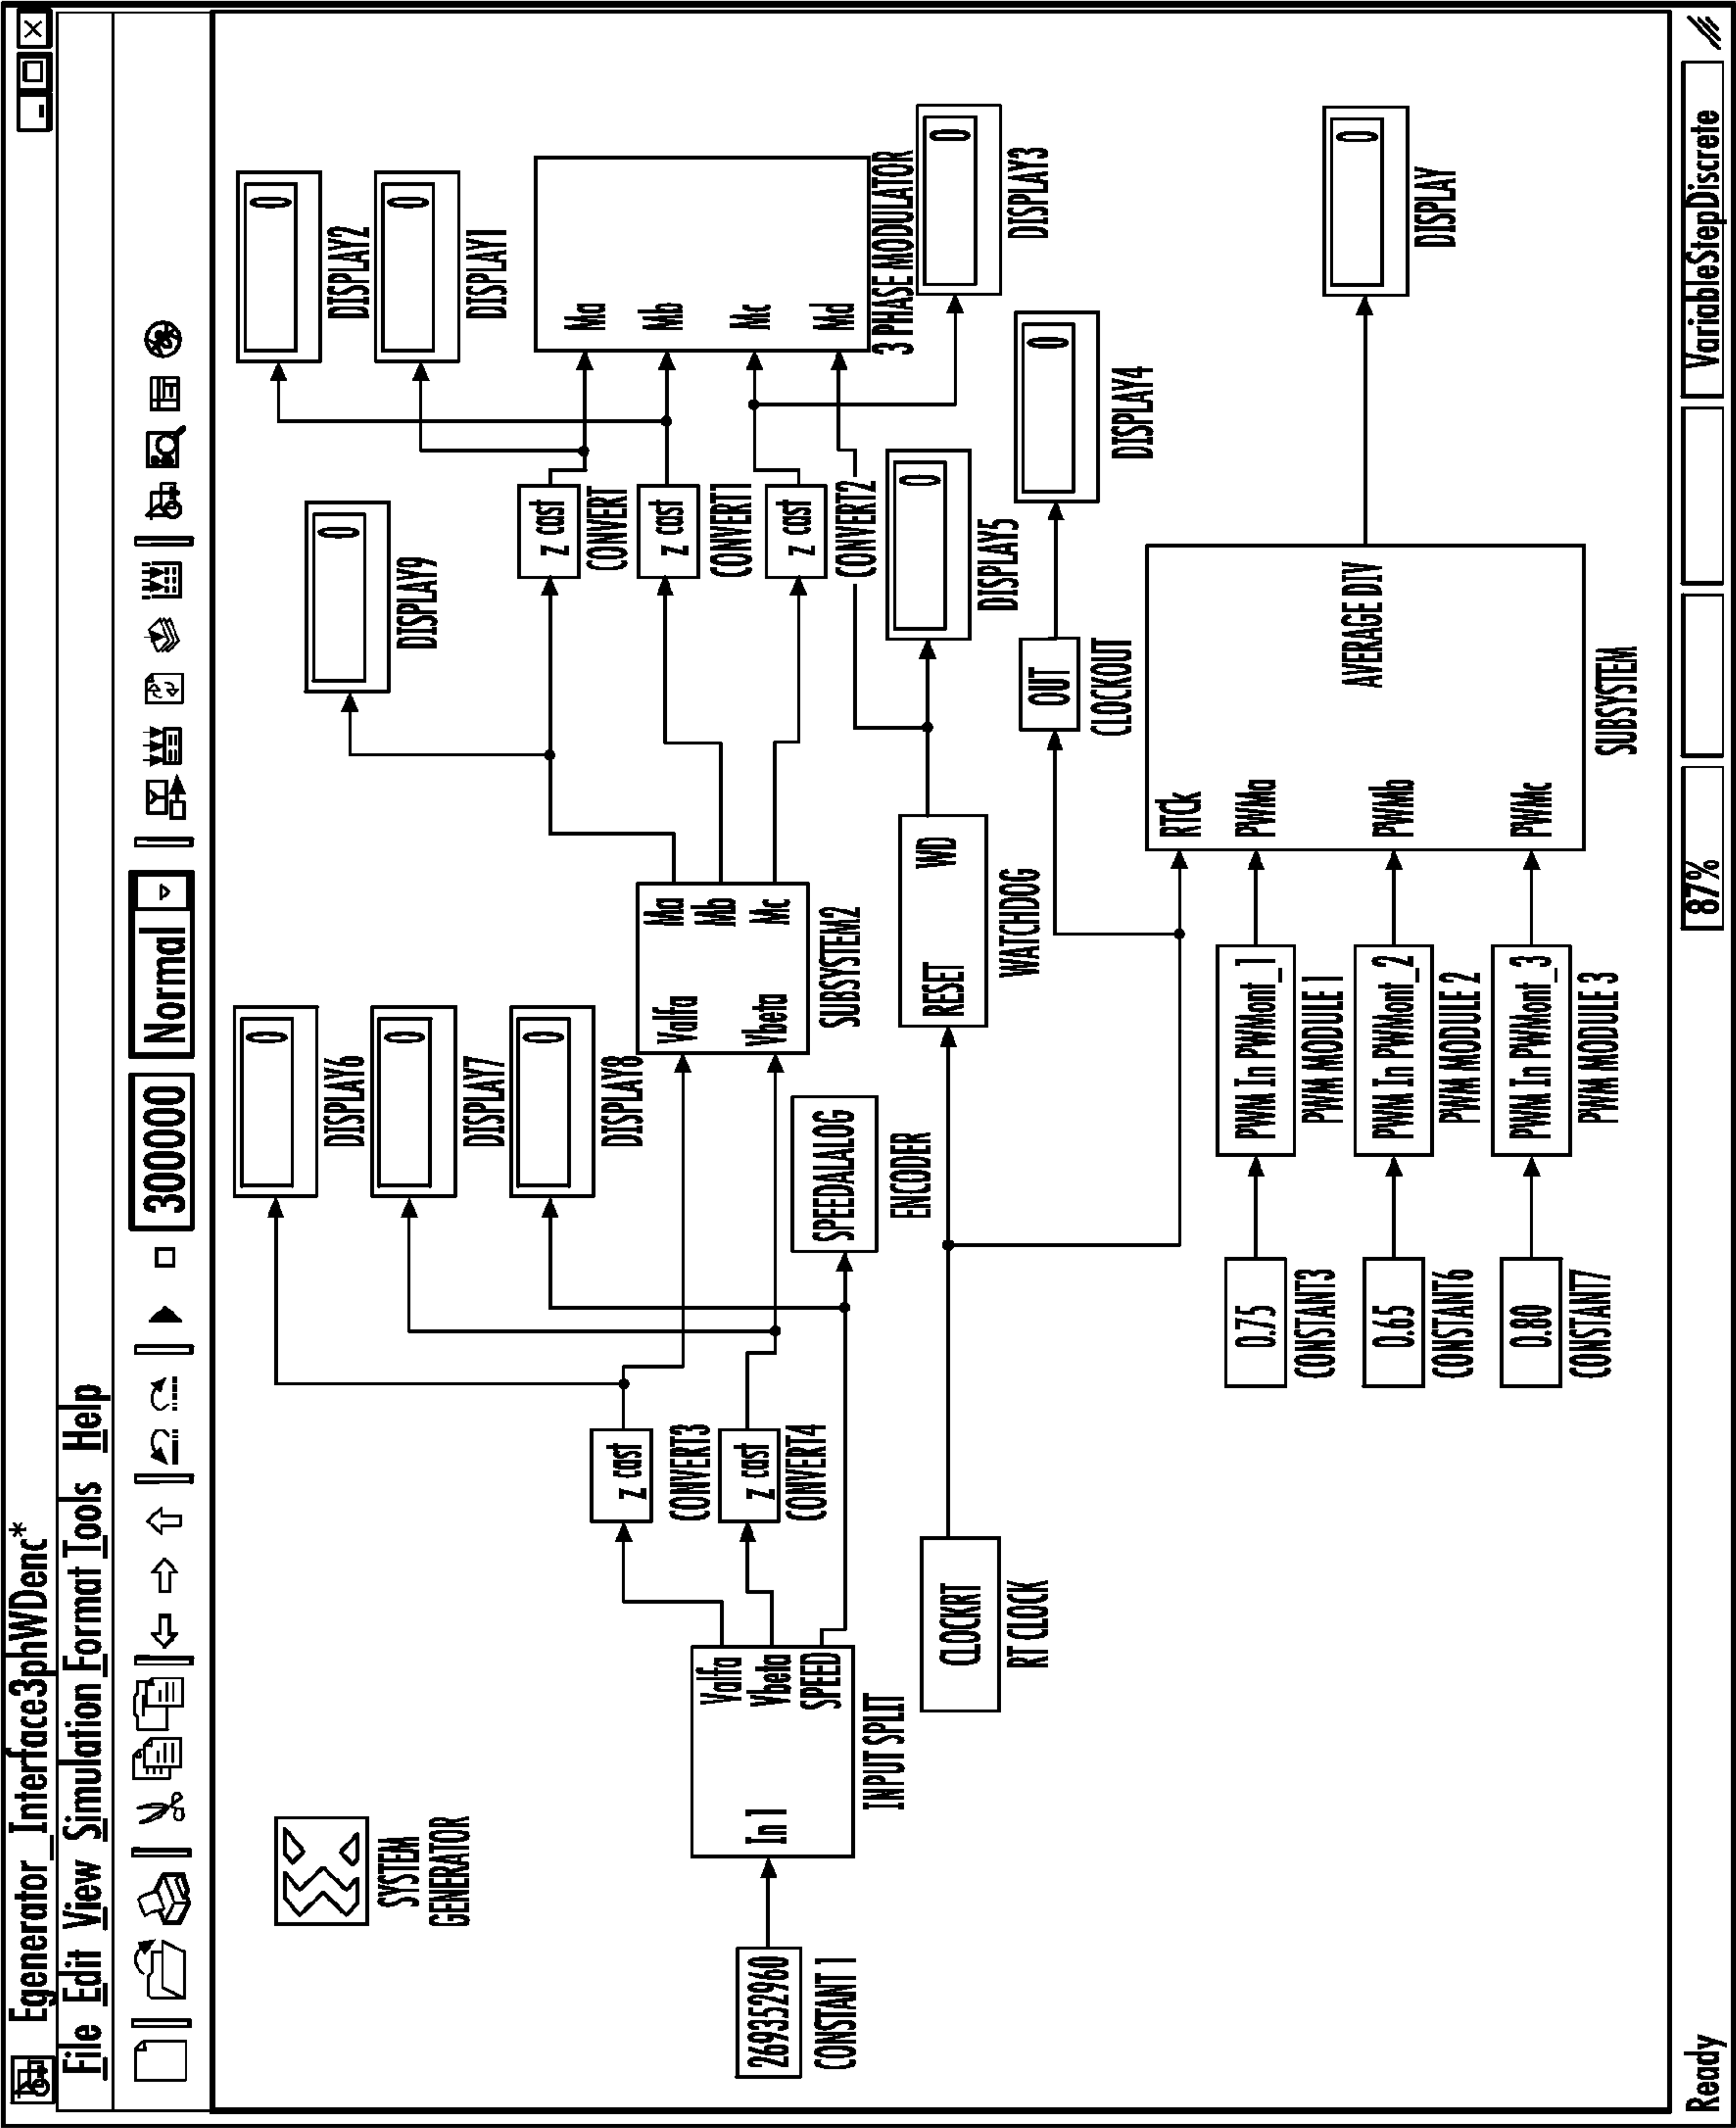 Egenerator_Interface3phWDenc*
File Edit View Simulation Format Tools Help
300000 Normal
SYSTEM
GENERATOR
0
DISPLAY6
0
DISPLAY7
0
DISPLAY8
0
DISPLAY9
0
DISPLAY2
0
DISPLAY1
269352960
CONSTANT 1
In 1
Valfa
Vbeta
SPEED
INPUT SPLIT
z cast
CONVERT3
z cast
CONVERT4
SPEEDALALOG
ENCODER
Valfa
Vbeta
Ma
Mb
Mc
SUBSYSTEM2
z cast
CONVERT
z cast
CONVERT1
z cast
CONVERT2
Ma
Mb
Mc
Md
3 PHASE MODULATOR
0
DISPLAY3
CLOCKRT
RT CLOCK
RESET
WD
WATCHDOG
0
DISPLAY5
OUT
CLOCKOUT
0
DISPLAY4
0.75
CONSTANT3
0.65
CONSTANT6
0.80
CONSTANT7
PWM In PWMont_1
PWM MODULE 1
PWM In PWMont_2
PWM MODULE 2
PWM In PWMont_3
PWM MODULE 3
RTCk
PWMa
PWMb
PWMc
AVERAGE DIV
SUBSYSTEM
0
DISPLAY
Ready 87% VariableStepDiscrete